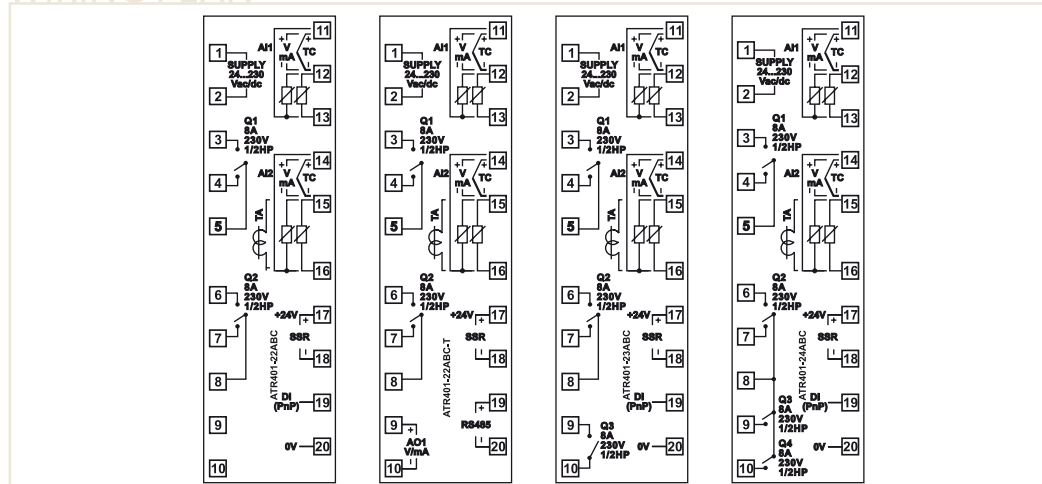 11
1
AI1
+
V
mA
TC
SUPPLY
24...230
Vac/dc
12
2
13
3
Q1
8A
230V
1/2HP
14
4
AI2
+
V
mA
TC
15
5
TA
16
6
Q2
8A
230V
1/2HP
+24V
17
+
7
SSR
18
8
ATR401-22ABC
DI
(PnP)
19
9
0V
20
10
11
1
AI1
+
V
mA
TC
SUPPLY
24...230
Vac/dc
12
2
13
3
Q1
8A
230V
1/2HP
14
4
AI2
+
V
mA
TC
15
5
TA
16
6
Q2
8A
230V
1/2HP
+24V
17
+
7
SSR
18
8
ATR401-22ABC-T
19
9
+
AO1
V/mA
+
RS485
20
10
11
1
AI1
+
V
mA
TC
SUPPLY
24...230
Vac/dc
12
2
13
3
Q1
8A
230V
1/2HP
14
4
AI2
+
V
mA
TC
15
5
TA
16
6
Q2
8A
230V
1/2HP
+24V
17
+
7
SSR
18
8
ATR401-23ABC
DI
(PnP)
19
9
Q3
8A
230V
1/2HP
0V
20
10
11
1
AI1
+
V
mA
TC
SUPPLY
24...230
Vac/dc
12
2
13
3
Q1
8A
230V
1/2HP
14
4
AI2
+
V
mA
TC
15
5
TA
16
6
Q2
8A
230V
1/2HP
+24V
17
+
7
SSR
18
8
ATR401-24ABC
DI
(PnP)
19
Q3
8A
230V
1/2HP
9
0V
20
Q4
8A
230V
1/2HP
10